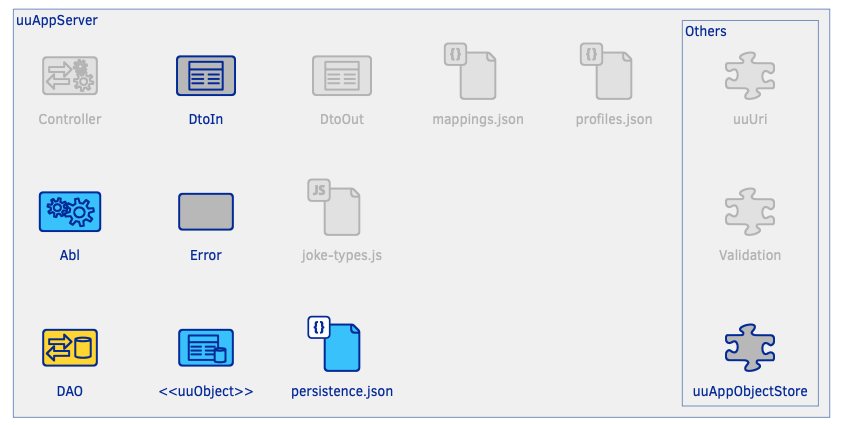 uuAppServer
Others
{}
{}
Controller
DtoIn
DtoOut
mappings.json
profiles.json
uuUri
JS
Abl
Error
joke-types.js
Validation
{}
DAO
<<uuObject>>
persistence.json
uuAppObjectStore